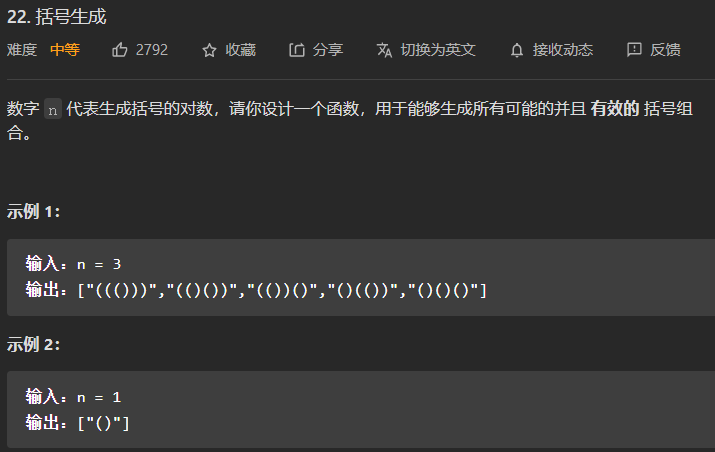 22. 括号生成
难度 中等 2792 收藏 分享 切换为英文 接收动态 反馈
数字 n 代表生成括号的对数，请你设计一个函数，用于能够生成所有可能的并且 有效的 括号组
合。
示例 1：
输入：n = 3
输出：["((()))","(()())","(())()","()(())","()()()"]
示例 2：
输入：n = 1
输出：["()"]